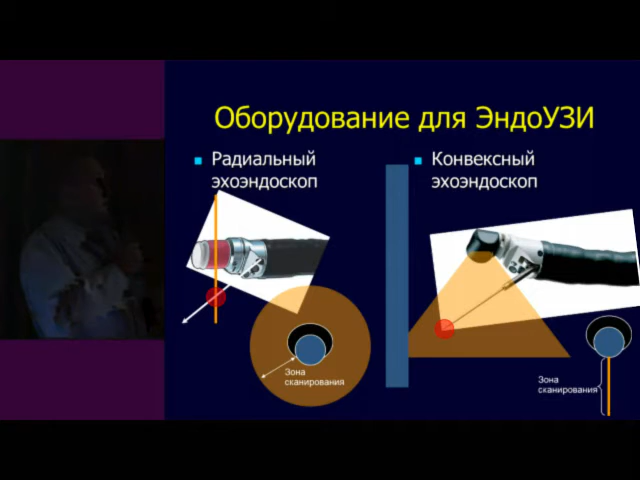 Оборудование для ЭндоУЗИ
Радиальный
эхоэндоскоп
Конвексный
эхоэндоскоп
Зона
сканирования
Зона
сканирования